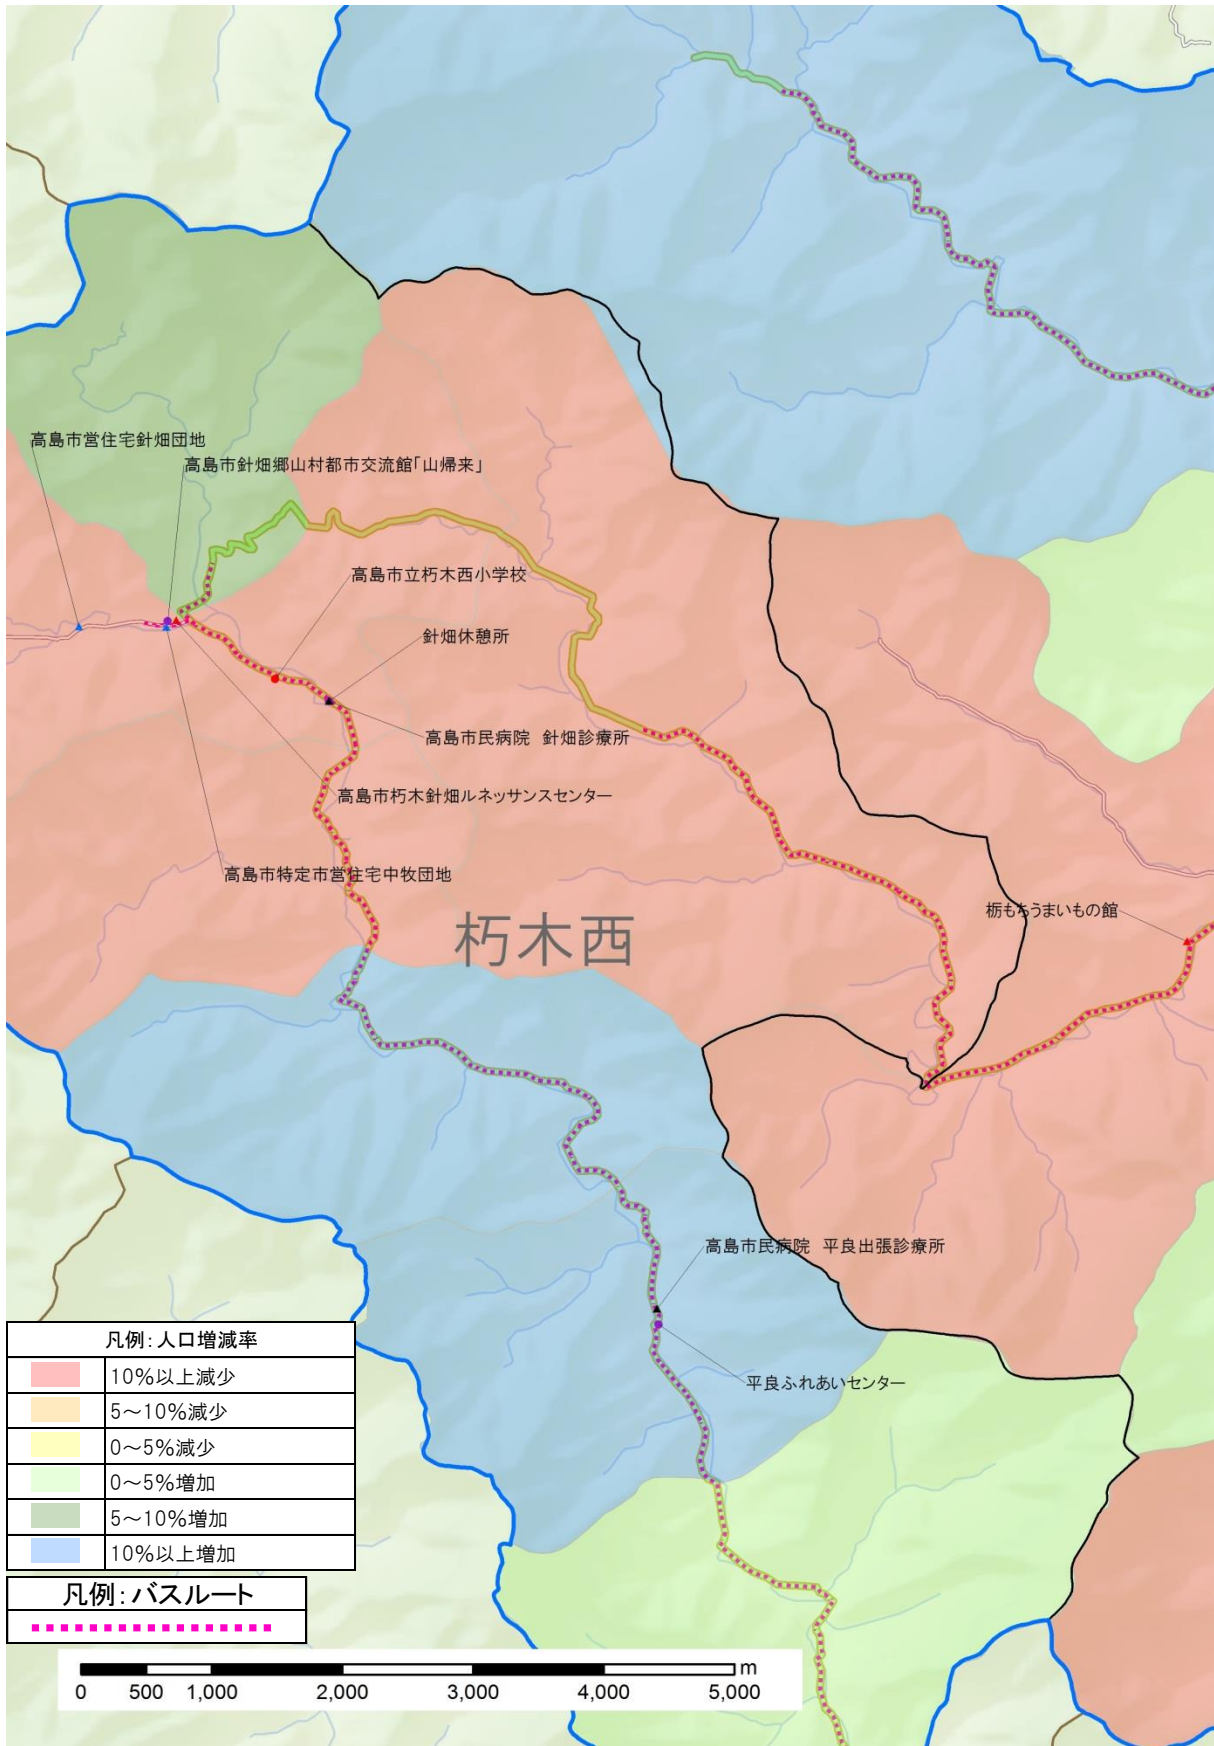 高島市営住宅針畑団地
高島市針畑郷山村都市交流館「山帰来」
高島市立朽木西小学校
針畑休憩所
高島市民病院　針畑診療所
高島市朽木針畑ルネッサンスセンター
高島市特定市営住宅中牧団地
朽木西
栃もちうまいもの館
高島市民病院　平良出張診療所
平良ふれあいセンター
凡例：人口増減率
10％以上減少
5～10％減少
0～5％減少
0～5％増加
5～10％増加
10％以上増加
凡例：バスルート
m
0 500 1,000 2,000 3,000 4,000 5,000